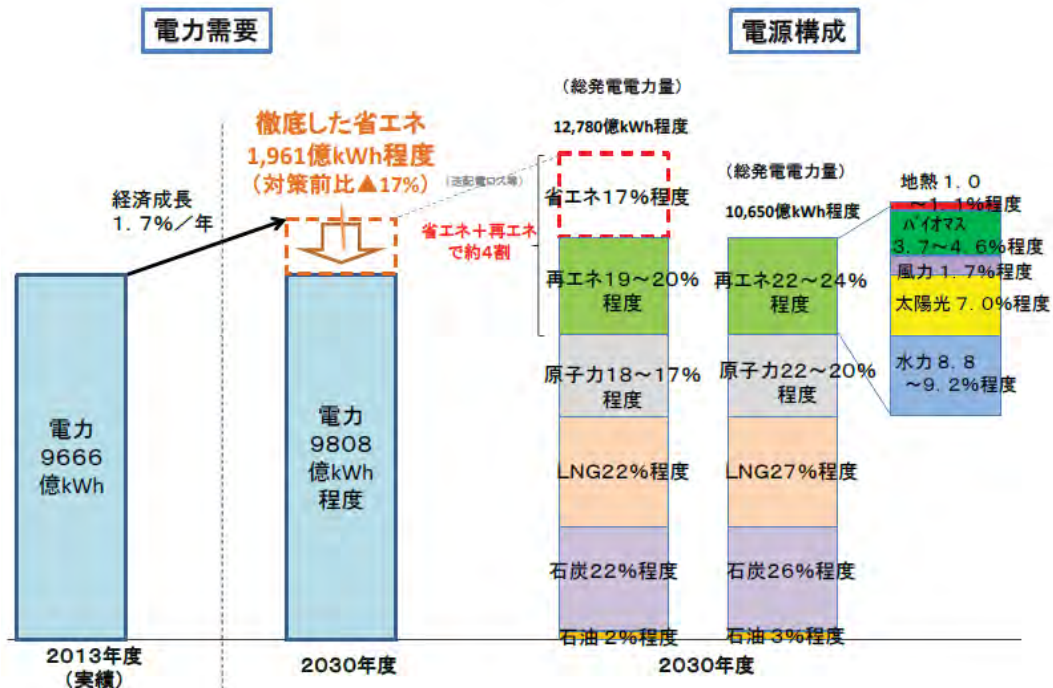 電力需要
電源構成
徹底した省エネ
1,961億kWh程度
(対策前比▲17%)
経済成長
1.7%/年
(送配電ロス等)
省エネ+再エネ
で約4割
電力
9666
億kWh
電力
9808
億kWh
程度
2013年度
(実績)
2030年度
(総発電電力量)
12,780億kWh程度
省エネ17%程度
再エネ19~20%
程度
原子力18~17%
程度
LNG22%程度
石炭22%程度
石油 2%程度
(総発電電力量)
10,650億kWh程度
再エネ22~24%
程度
原子力22~20%
程度
LNG27%程度
石炭26%程度
石油 3%程度
2030年度
地熱 1.0
~1.1%程度
バイオマス
3.7~4.6%程度
風力 1.7%程度
太陽光 7.0%程度
水力 8.8
~9.2%程度